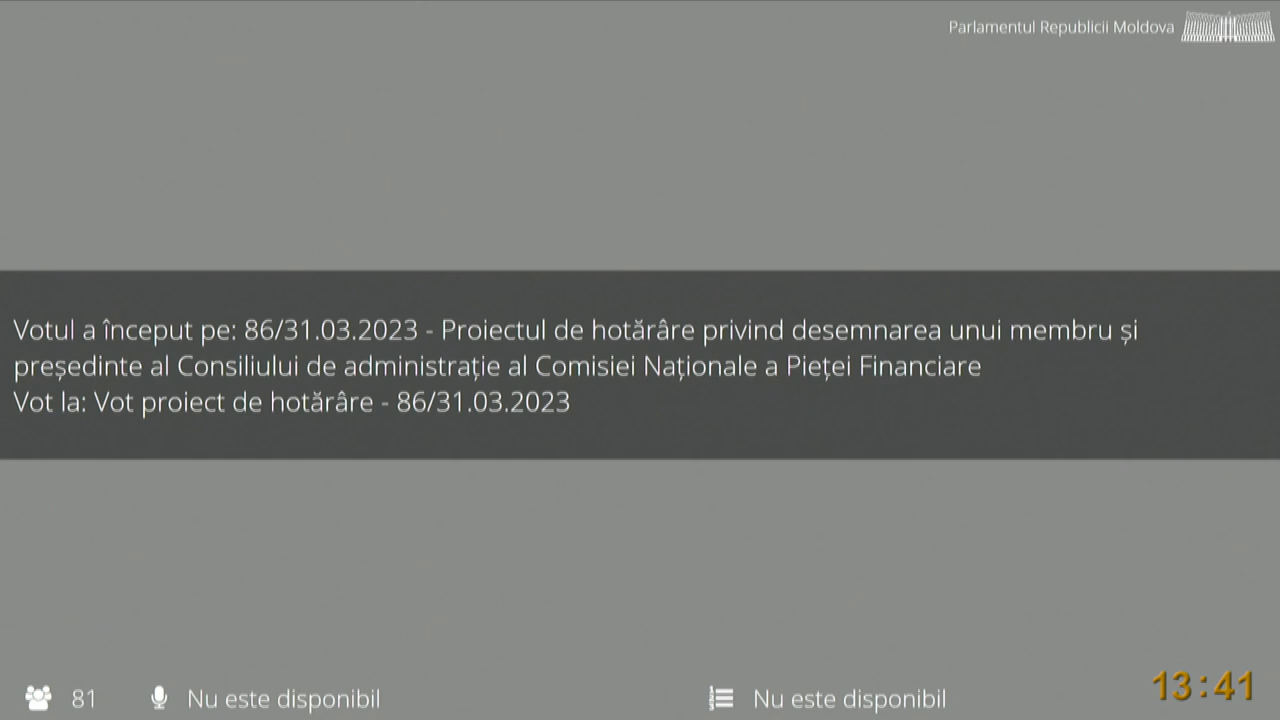 Parlamentul Republicii Moldova
Votul a început pe: 86/31.03.2023 - Proiectul de hotărâre privind desemnarea unui membru și
președinte al Consiliului de administrație al Comisiei Naționale a Pieței Financiare
Vot la: Vot proiect de hotărâre - 86/31.03.2023
81 Nu este disponibil Nu este disponibil 13:41